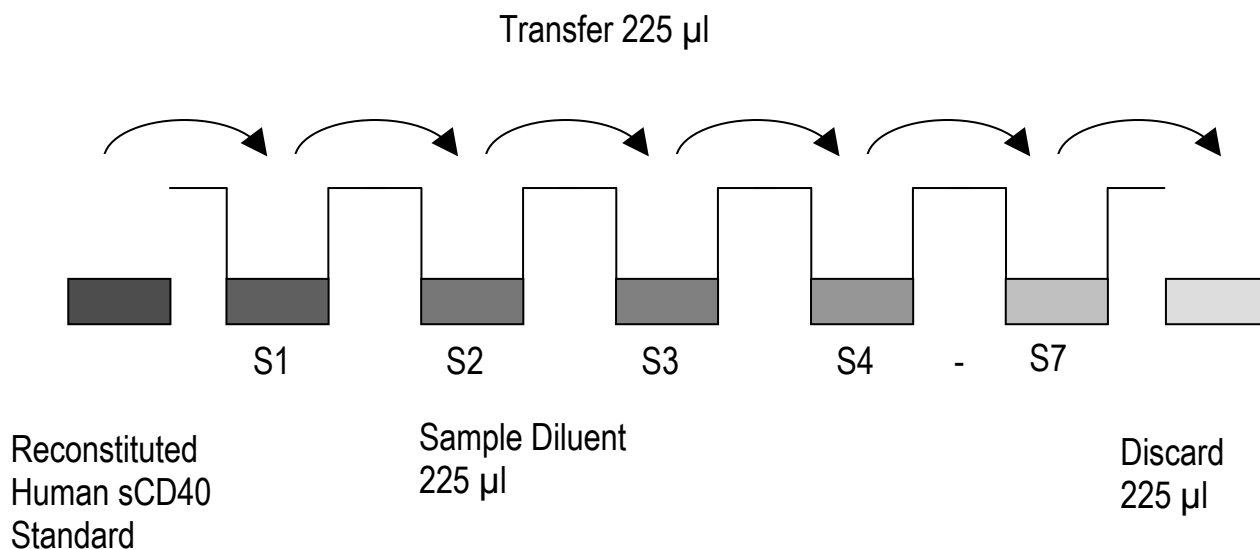 Transfer 225 µl
S1 S2 S3 S4 - S7
Reconstituted
Human sCD40
Standard
Sample Diluent
225 µl
Discard
225 µl